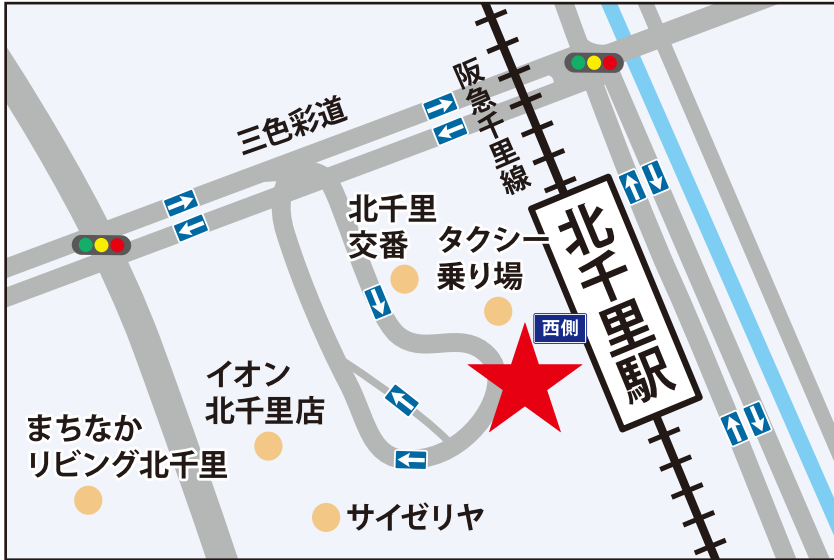 三色彩道
阪急千里線
北千里
交番
タクシー
乗り場
北千里駅
西側
イオン
北千里店
まちなか
リビング北千里
サイゼリヤ